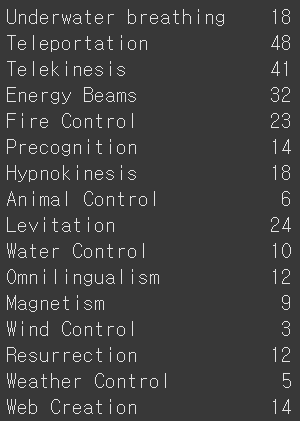 Underwater breathing 18
Teleportation 48
Telekinesis 41
Energy Beams 32
Fire Control 23
Precognition 14
Hypnokinesis 18
Animal Control 6
Levitation 24
Water Control 10
Omnilingualism 12
Magnetism 9
Wind Control 3
Resurrection 12
Weather Control 5
Web Creation 14